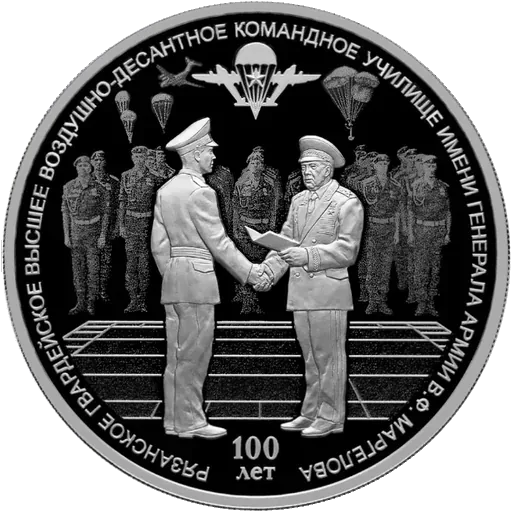 РЯЗАНСКОЕ ГВАРДЕЙСКОЕ ВЫСШЕЕ ВОЗДУШНО-ДЕСАНТНОЕ КОМАНДНОЕ УЧИЛИЩЕ ИМЕНИ ГЕНЕРАЛА АРМИИ В.Ф. МАРГЕЛОВА
100
лет